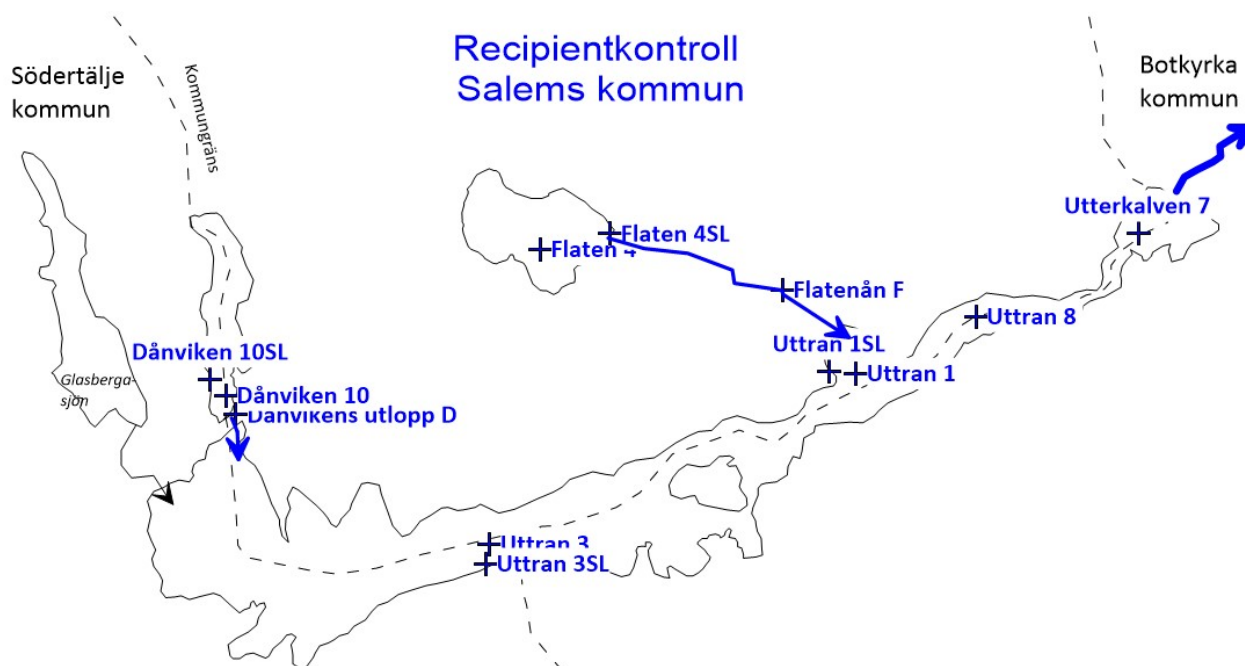 Recipientkontroll
Salems kommun
Södertälje
kommun
Kommungräns
Botkyrka
kommun
Utterkalven 7
Flaten 4SL
Flaten 4
Flatenån F
Uttran 8
Uttran 1SL
Uttran 1
Dånviken 10SL
Glasberga-
sjön
Dånviken 10
Dånvikens utlopp D
Uttran 3
Uttran 3SL